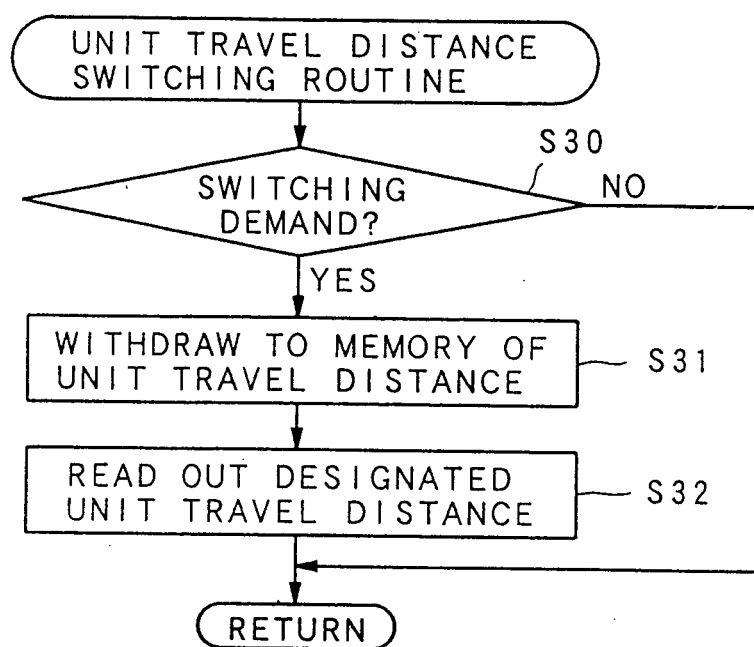 UNIT TRAVEL DISTANCE
SWITCHING ROUTINE
S30
SWITCHING
DEMAND?
NO
YES
WITHDRAW TO MEMORY OF
UNIT TRAVEL DISTANCE
S31
READ OUT DESIGNATED
UNIT TRAVEL DISTANCE
S32
RETURN